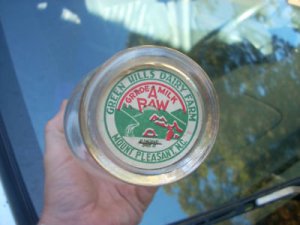 GREEN HILLS DAIRY FARM
GRADE A MILK
RAW
MOUNT PLEASANT N.C.